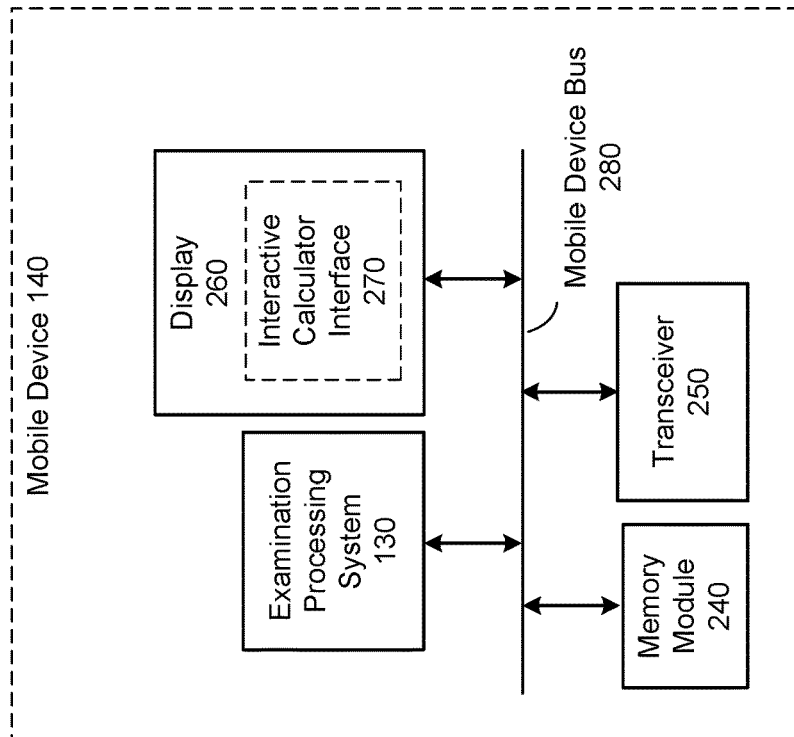 Mobile Device 140
Examination
Processing
System
130
Display
260
Interactive
Calculator
Interface
270
Mobile Device Bus
280
Memory
Module
240
Transceiver
250